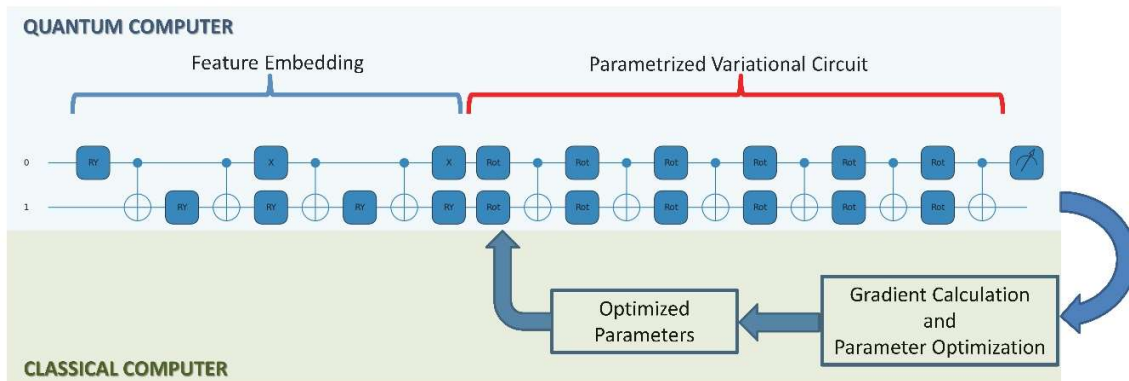 QUANTUM COMPUTER
Feature Embedding
Parametrized Variational Circuit
0 RY X X Rot Rot Rot Rot Rot Rot
1 RY RY RY RY Rot Rot Rot Rot Rot Rot
Optimized
Parameters
Gradient Calculation
and
Parameter Optimization
CLASSICAL COMPUTER